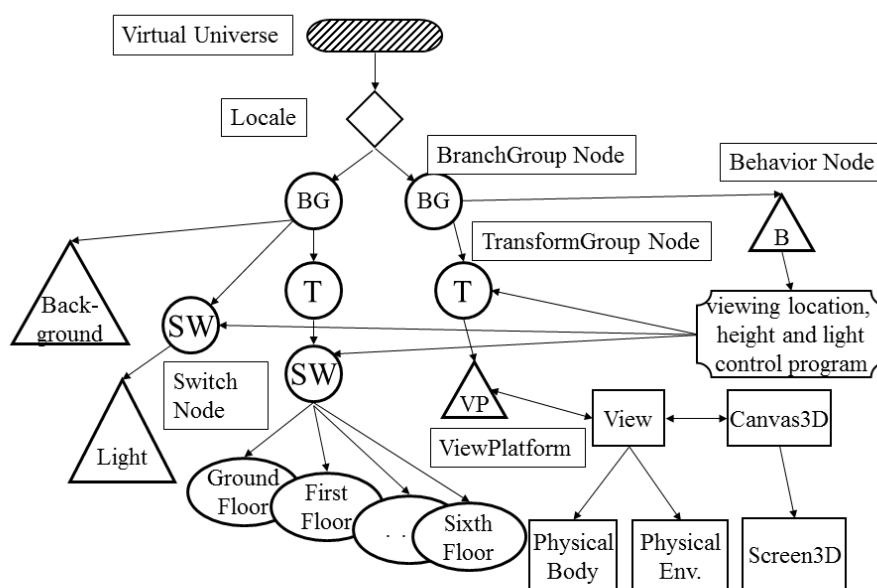 Virtual Universe
Locale
BranchGroup Node
Behavior Node
BG
BG
B
TransformGroup Node
Back-
ground
T
T
viewing location,
height and light
control program
SW
SW
Switch
Node
VP
ViewPlatform
View
Canvas3D
Light
Ground
Floor
First
Floor
. .
Sixth
Floor
Physical
Body
Physical
Env.
Screen3D